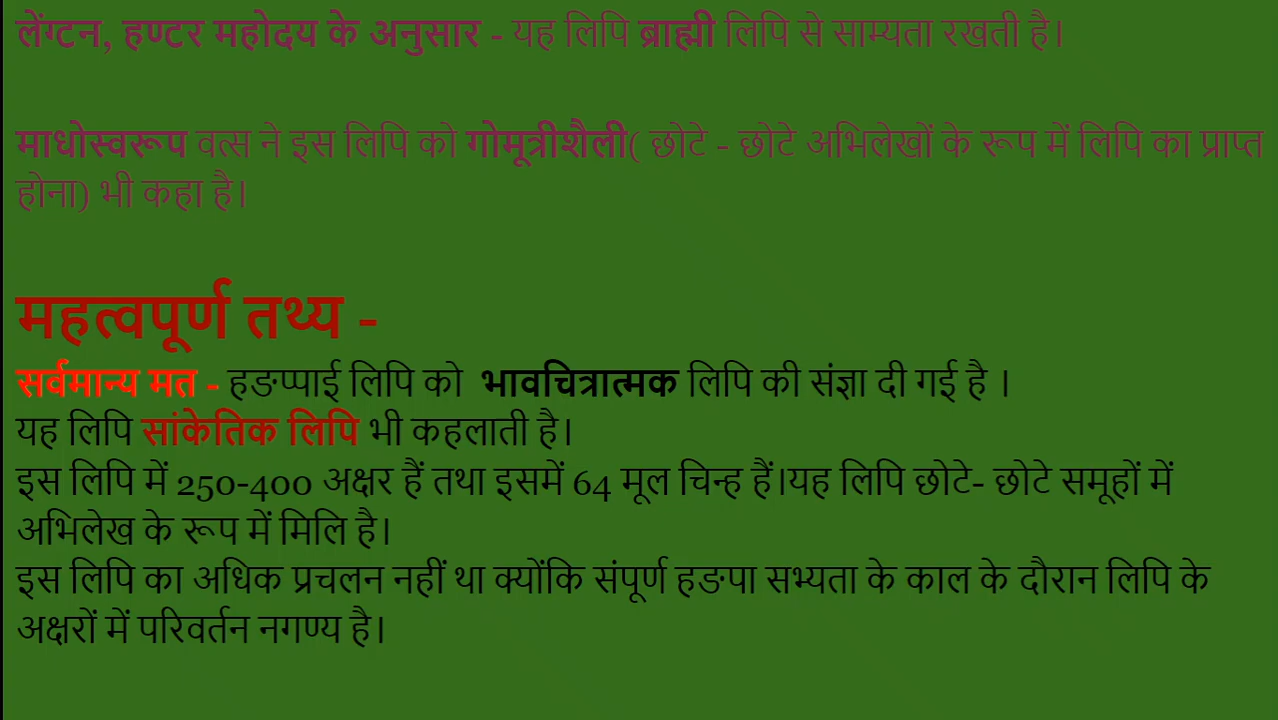 लेंग्टन, हण्टर महोदय के अनुसार - यह लिपि ब्राह्मी लिपि से साम्यता रखती है।
माधोस्वरूप वत्स ने इस लिपि को गोमूत्रीशैली( छोटे - छोटे अभिलेखों के रूप में लिपि का प्राप्त
होना) भी कहा है।
महत्वपूर्ण तथ्य -
सर्वमान्य मत - हङप्पाई लिपि को भावचित्रात्मक लिपि की संज्ञा दी गई है ।
यह लिपि सांकेतिक लिपि भी कहलाती है।
इस लिपि में 250-400 अक्षर हैं तथा इसमें 64 मूल चिन्ह हैं।यह लिपि छोटे- छोटे समूहों में
अभिलेख के रूप में मिलि है।
इस लिपि का अधिक प्रचलन नहीं था क्योंकि संपूर्ण हङपा सभ्यता के काल के दौरान लिपि के
अक्षरों में परिवर्तन नगण्य है।